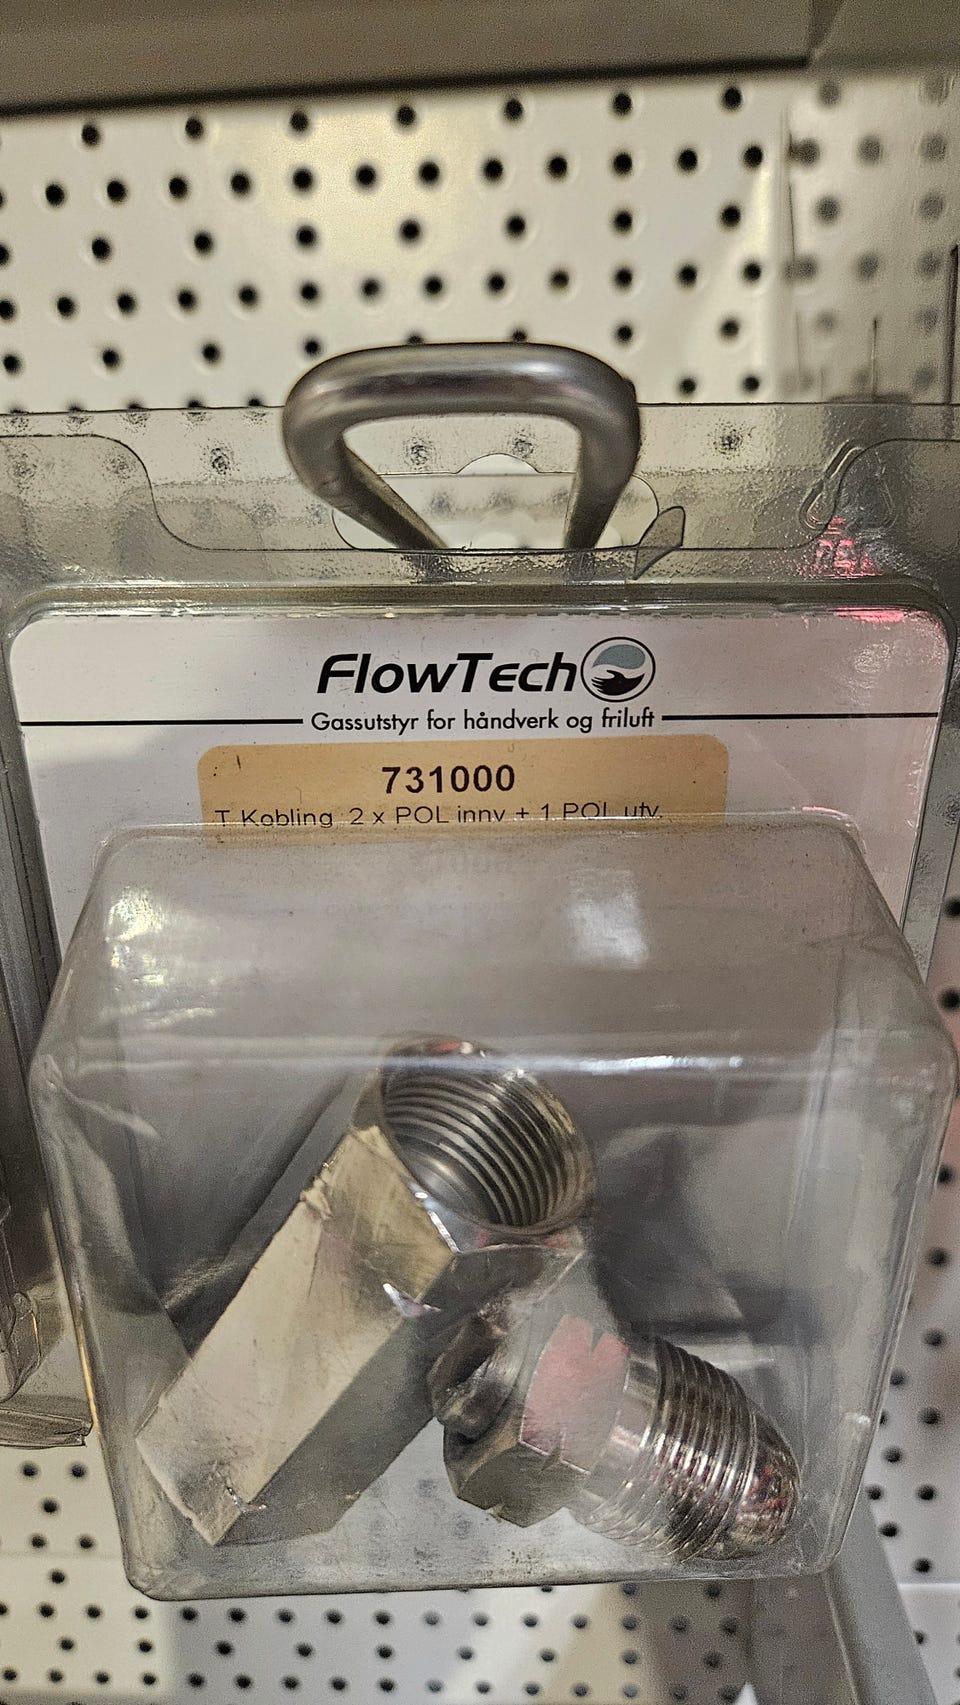 FlowTech
Gassutstyr for håndverk og friluft
731000
T Kobling 2 x POL innv + 1 POL utv.